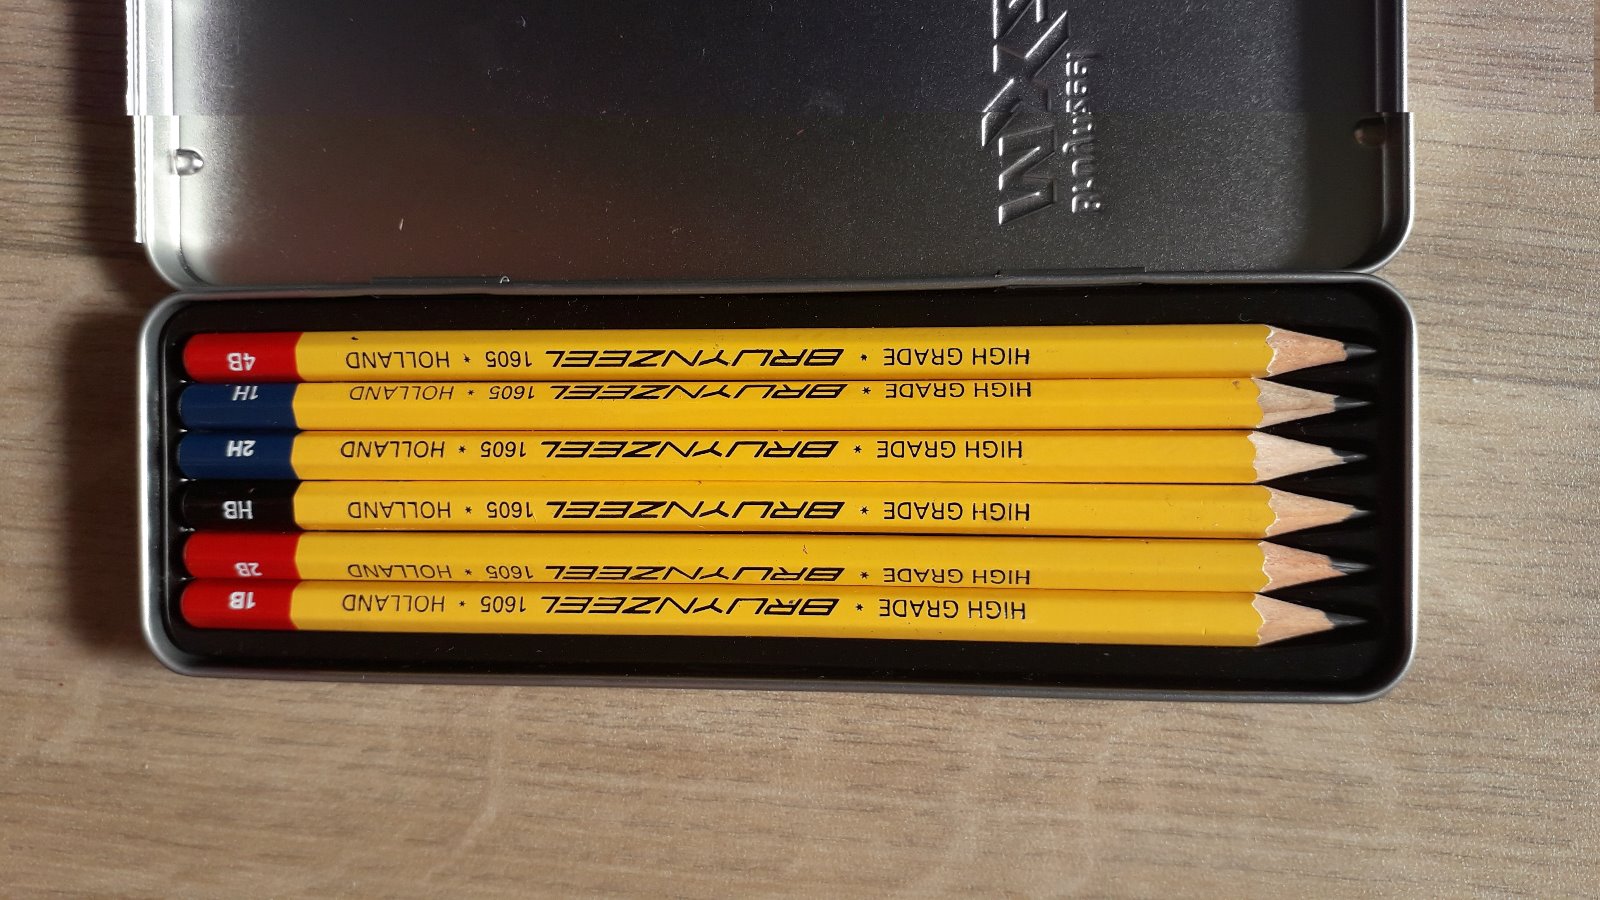 HIGH GRADE * BRUYNZEEL 1605 * HOLLAND 1B
HIGH GRADE * BRUYNZEEL 1605 * HOLLAND 2B
HIGH GRADE * BRUYNZEEL 1605 * HOLLAND HB
HIGH GRADE * BRUYNZEEL 1605 * HOLLAND 2H
HIGH GRADE * BRUYNZEEL 1605 * HOLLAND 1H
HIGH GRADE * BRUYNZEEL 1605 * HOLLAND 4B
bruynzeel